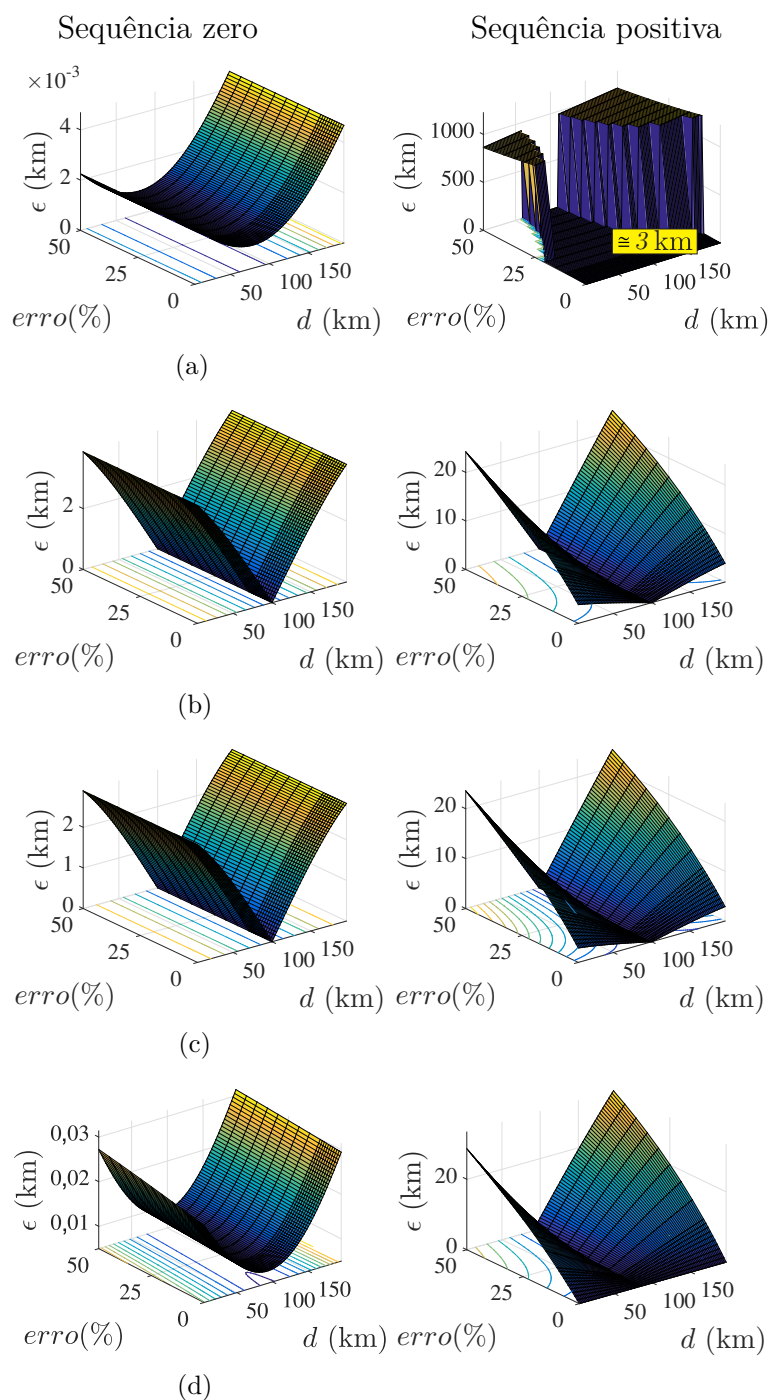 Sequência zero
Sequência positiva
×10⁻³
4
2
0
ϵ (km)
50
25
0
erro(%)
50
100
150
d (km)
1000
500
0
ϵ (km)
50
25
0
erro(%)
50
100
150
d (km)
≅ 3 km
(a)
2
0
ϵ (km)
50
25
0
erro(%)
50
100
150
d (km)
20
10
0
ϵ (km)
50
25
0
erro(%)
50
100
150
d (km)
(b)
2
1
0
ϵ (km)
50
25
0
erro(%)
50
100
150
d (km)
20
10
0
ϵ (km)
50
25
0
erro(%)
50
100
150
d (km)
(c)
0,03
0,02
0,01
ϵ (km)
50
25
0
erro(%)
50
100
150
d (km)
20
0
ϵ (km)
50
25
0
erro(%)
50
100
150
d (km)
(d)